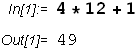 In[1]:= 4 * 12 + 1
Out[1]= 49